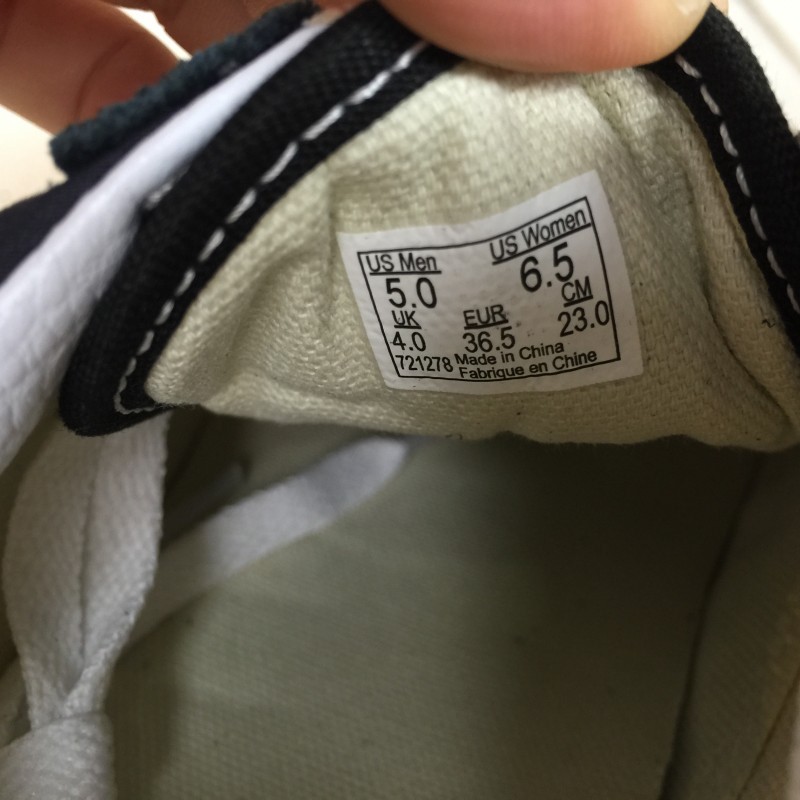 US Men US Women
5.0 6.5
UK EUR CM
4.0 36.5 23.0
721278 Made in China
Fabrique en Chine